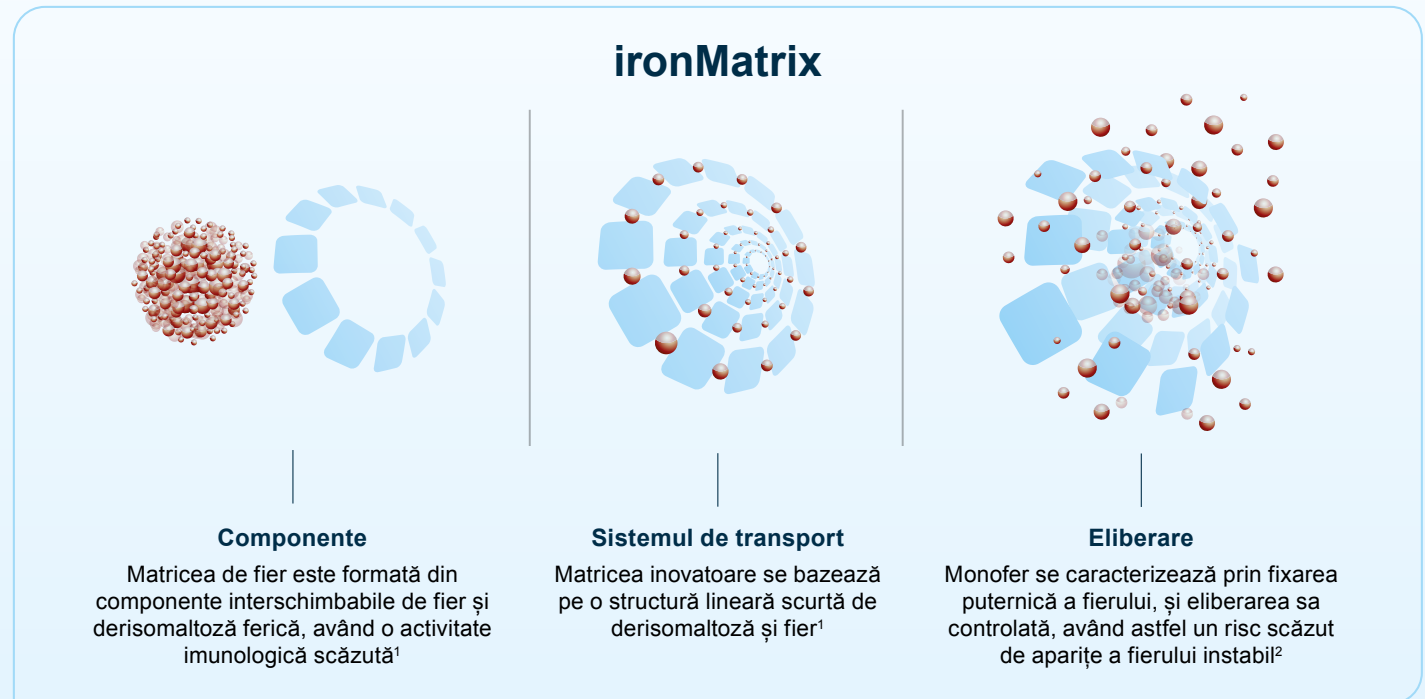 ironMatrix
Componente
Matricea de fier este formată din
componente interschimbabile de fier și
derisomaltoză ferică, având o activitate
imunologică scăzută¹
Sistemul de transport
Matricea inovatoare se bazează
pe o structură lineară scurtă de
derisomaltoză și fier¹
Eliberare
Monofer se caracterizează prin fixarea
puternică a fierului, și eliberarea sa
controlată, având astfel un risc scăzut
de aparițe a fierului instabil²